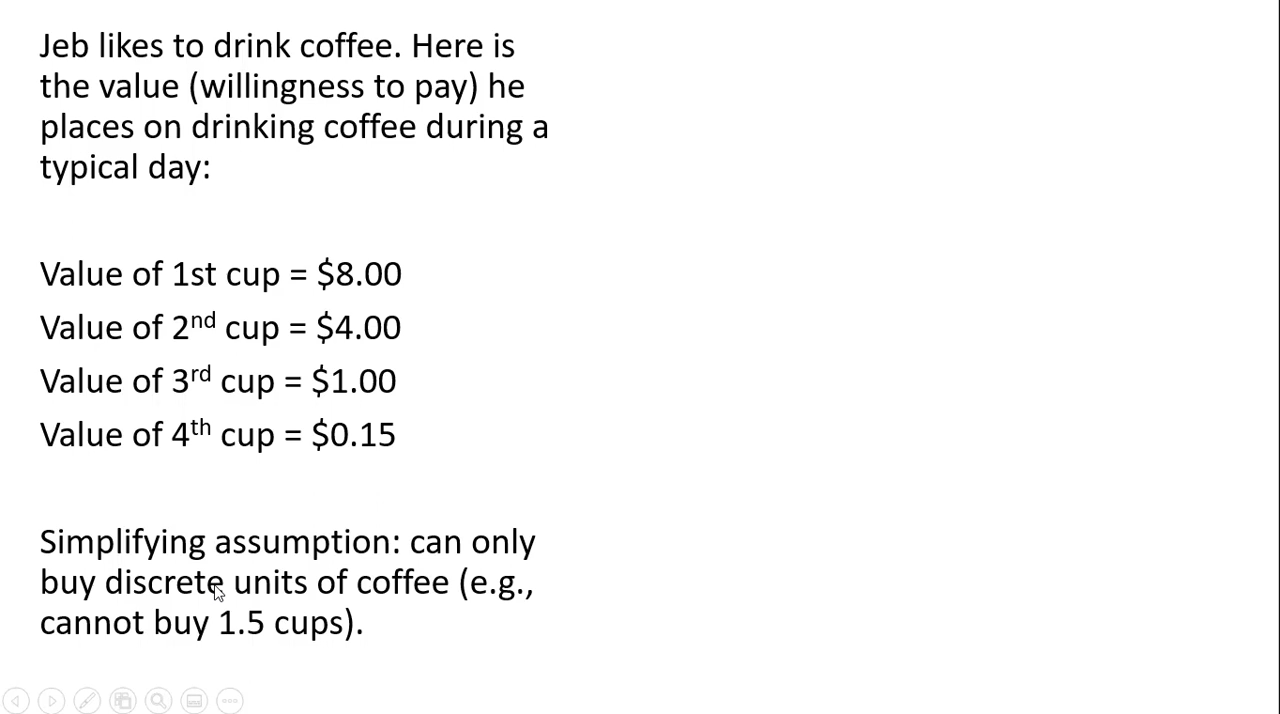 Jeb likes to drink coffee. Here is
the value (willingness to pay) he
places on drinking coffee during a
typical day:
Value of 1st cup = $8.00
Value of 2nd cup = $4.00
Value of 3rd cup = $1.00
Value of 4th cup = $0.15
Simplifying assumption: can only
buy discrete units of coffee (e.g.,
cannot buy 1.5 cups).